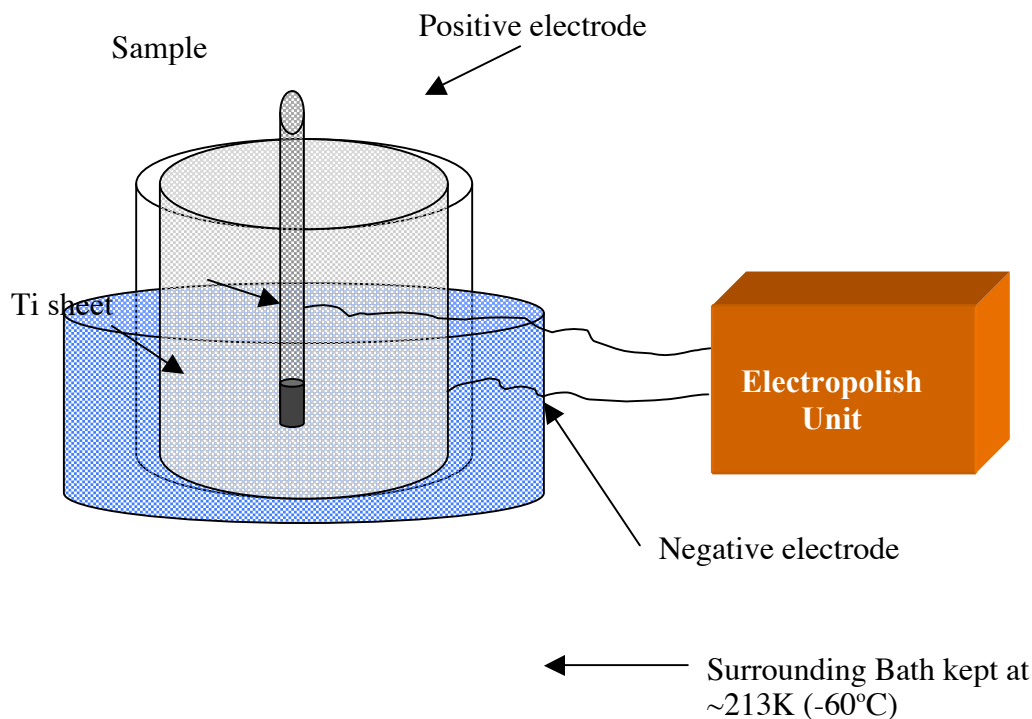 Positive electrode
Sample
Ti sheet
Electropolish
Unit
Negative electrode
Surrounding Bath kept at
~213K (-60ºC)